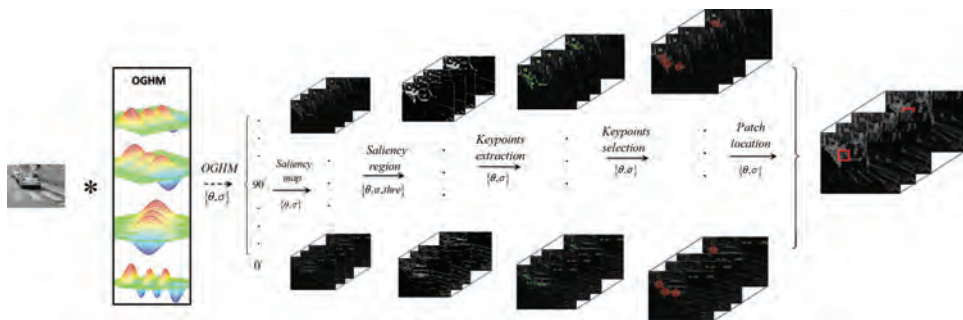 OGHM
*
OGHM
{θ,σ}
90°
0°
Saliency
map
{θ,σ}
Saliency
region
{θ,σ,thre}
Keypoints
extraction
{θ,σ}
Keypoints
selection
{θ,σ}
Patch
location
{θ,σ}